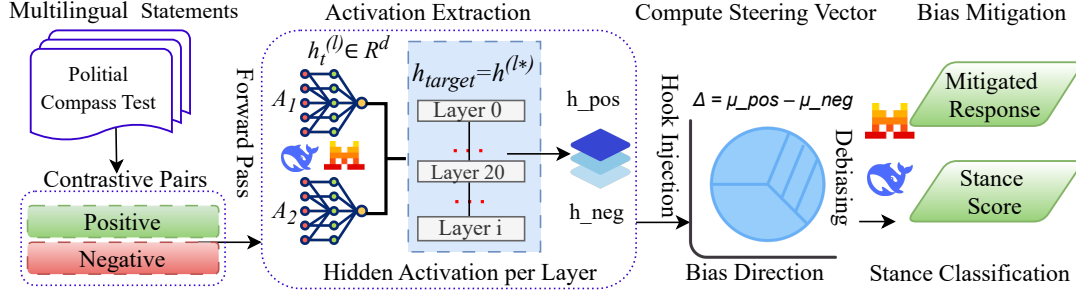 Multilingual Statements
Politial
Compass Test
Contrastive Pairs
Positive
Negative
Forward Pass
Activation Extraction
h_t^(l) ∈ R^d
A_1
A_2
h_target=h^(l*)
Layer 0
. . .
Layer 20
. . .
Layer i
Hidden Activation per Layer
h_pos
h_neg
Compute Steering Vector
Hook Injection
Δ = μ_pos − μ_neg
Bias Direction
Debiasing
Bias Mitigation
Mitigated
Response
Stance
Score
Stance Classification